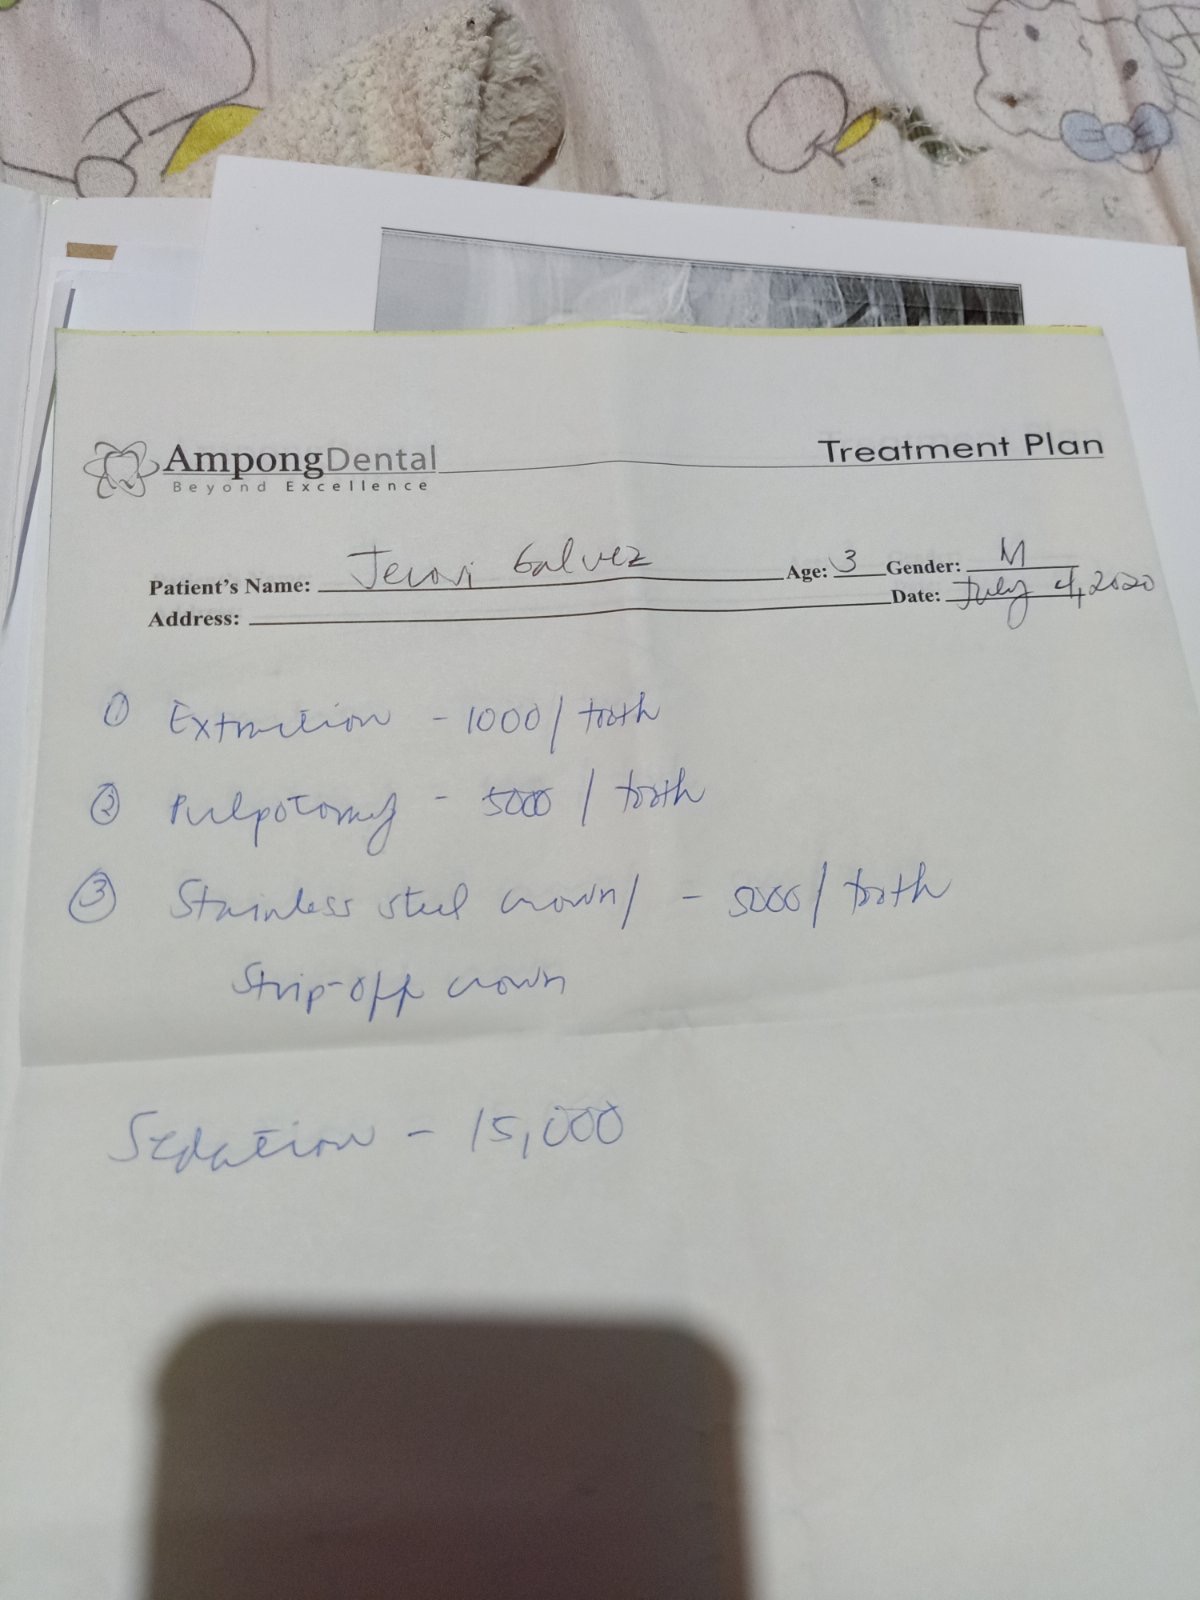 AmpongDental
Beyond Excellence
Treatment Plan
Patient's Name: Jerovi Galvez Age: 3 Gender: M
Address: Date: July 4, 2020
① Extraction - 1000 / tooth
② Pulpotomy - 5000 / tooth
③ Stainless steel crown / - 5000 / tooth
Strip-off crown
Sedation - 15,000